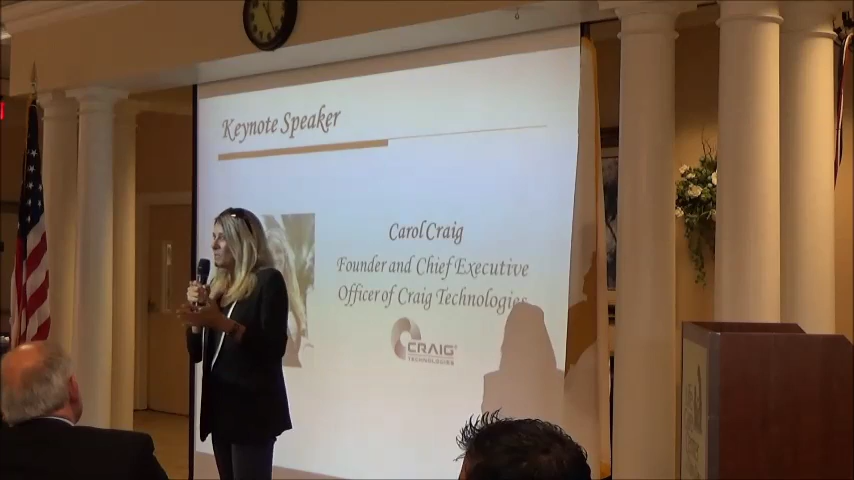 Keynote Speaker
Carol Craig
Founder and Chief Executive
Officer of Craig Technologies
CRAIG
TECHNOLOGIES